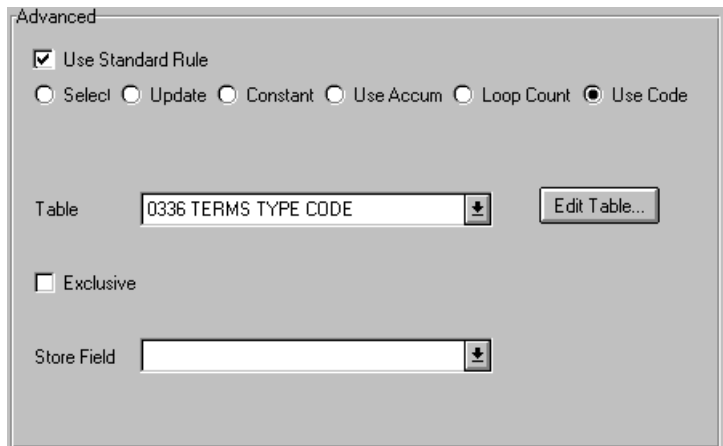 Advanced
Use Standard Rule
Select Update Constant Use Accum Loop Count Use Code
Table 0336 TERMS TYPE CODE Edit Table...
Exclusive
Store Field